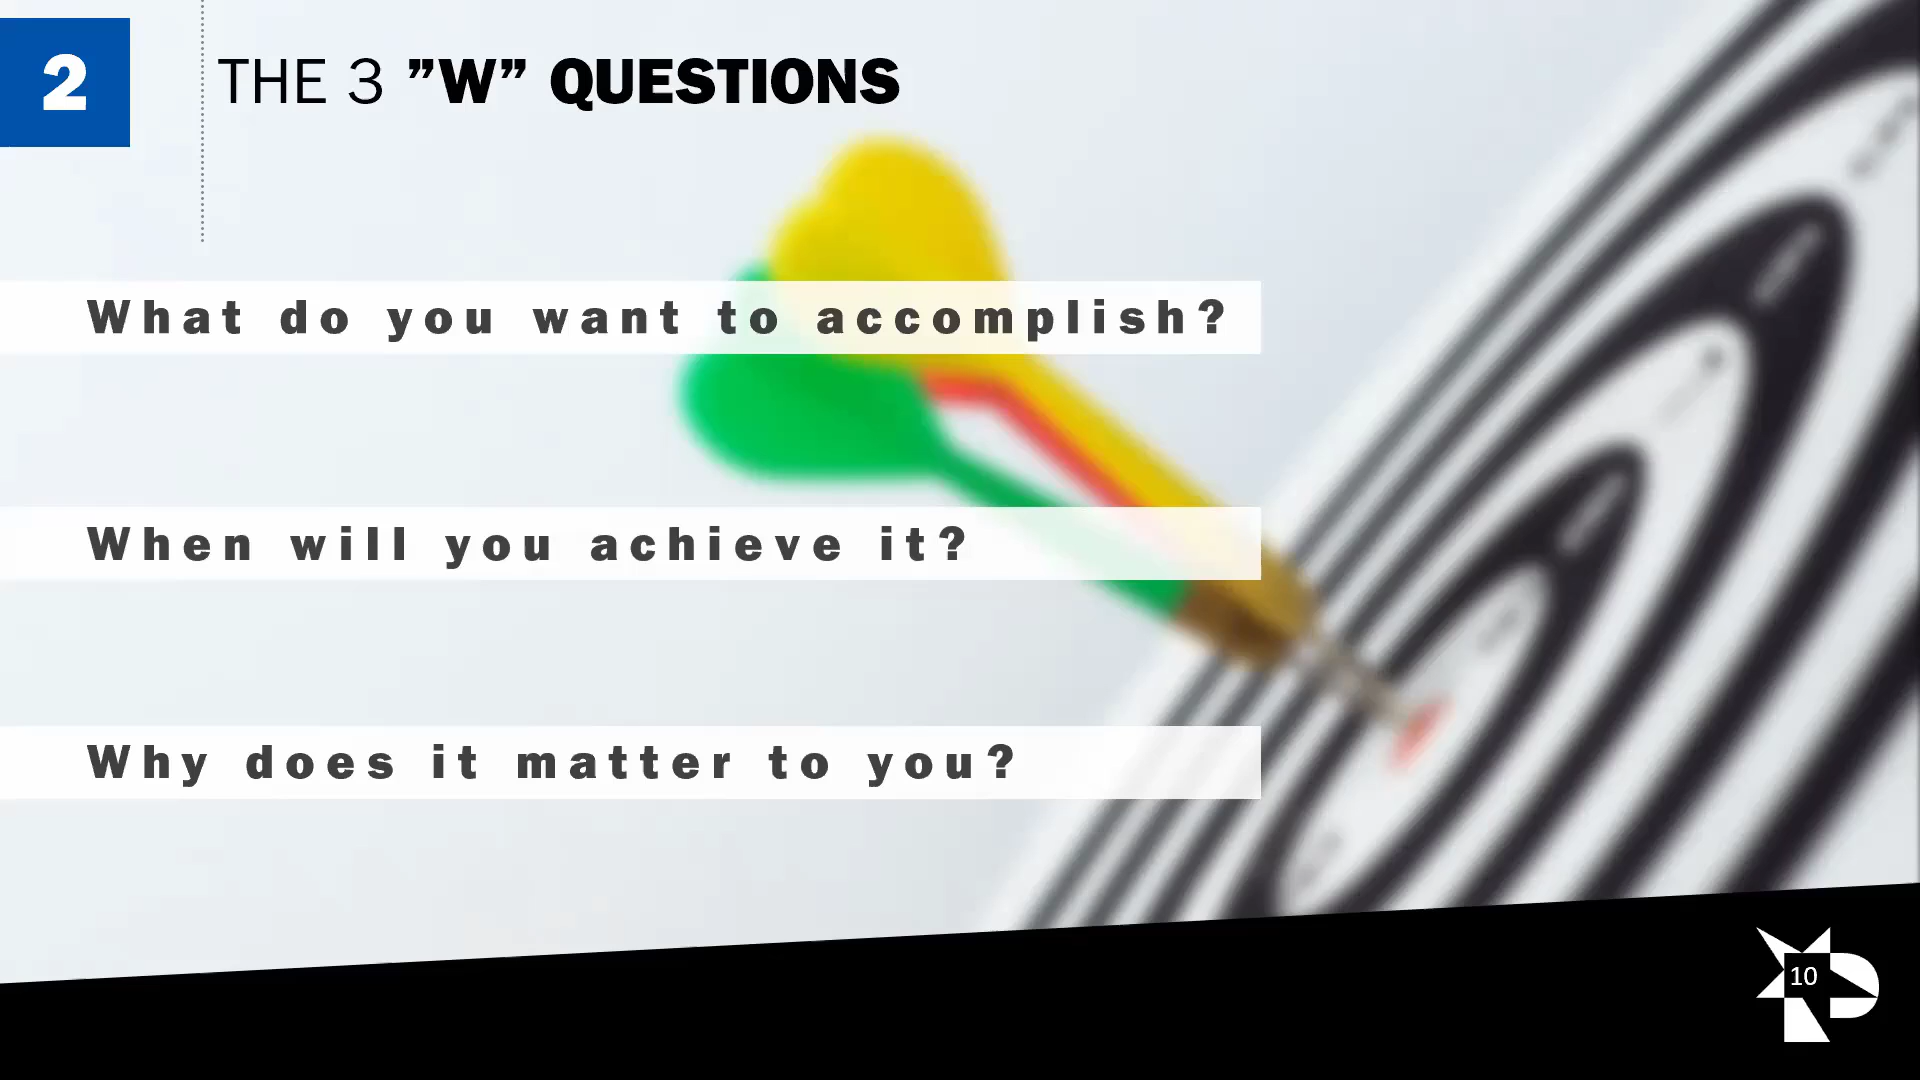 2
THE 3 ”W” QUESTIONS
What do you want to accomplish?
When will you achieve it?
Why does it matter to you?
10